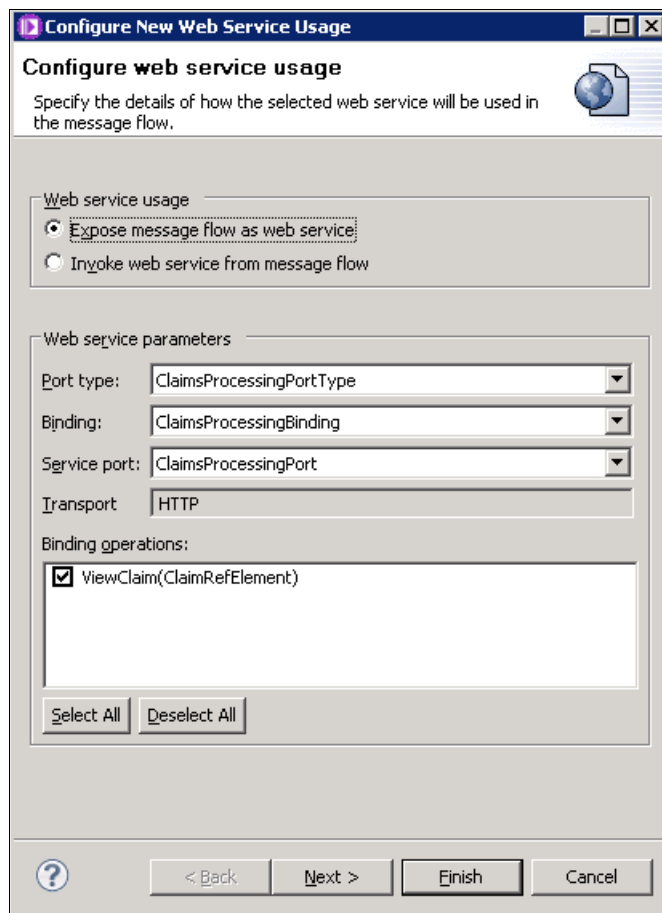 Configure New Web Service Usage
Configure web service usage
Specify the details of how the selected web service will be used in
the message flow.
Web service usage
Expose message flow as web service
Invoke web service from message flow
Web service parameters
Port type: ClaimsProcessingPortType
Binding: ClaimsProcessingBinding
Service port: ClaimsProcessingPort
Transport HTTP
Binding operations:
ViewClaim(ClaimRefElement)
Select All Deselect All
? < Back Next > Finish Cancel